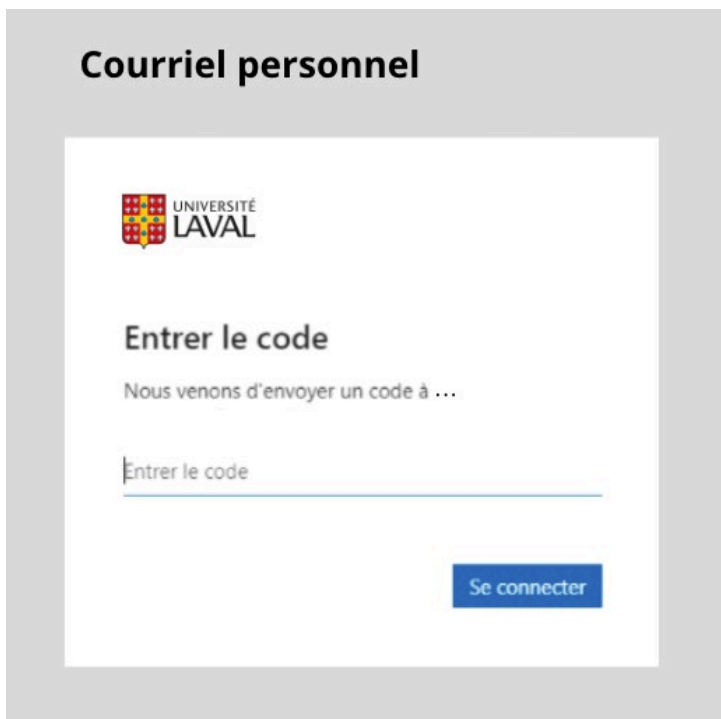 Courriel personnel
UNIVERSITÉ
LAVAL
Entrer le code
Nous venons d'envoyer un code à ...
Entrer le code
Se connecter